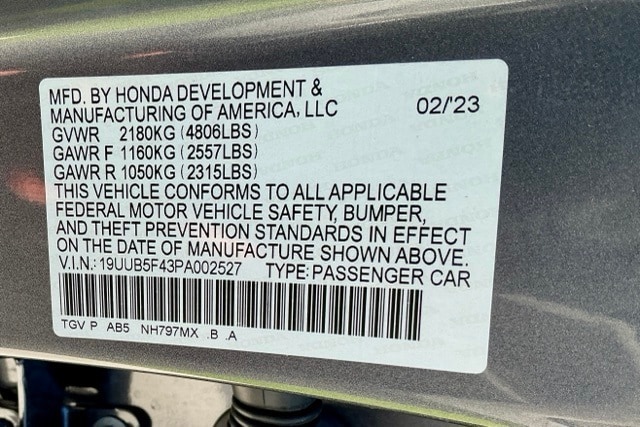 MFD. BY HONDA DEVELOPMENT &
MANUFACTURING OF AMERICA, LLC 02/'23
GVWR 2180KG (4806LBS)
GAWR F 1160KG (2557LBS)
GAWR R 1050KG (2315LBS)
THIS VEHICLE CONFORMS TO ALL APPLICABLE
FEDERAL MOTOR VEHICLE SAFETY, BUMPER,
AND THEFT PREVENTION STANDARDS IN EFFECT
ON THE DATE OF MANUFACTURE SHOWN ABOVE.
V.I.N.: 19UUB5F43PA002527 TYPE: PASSENGER CAR
TGV P AB5 NH797MX .B .A